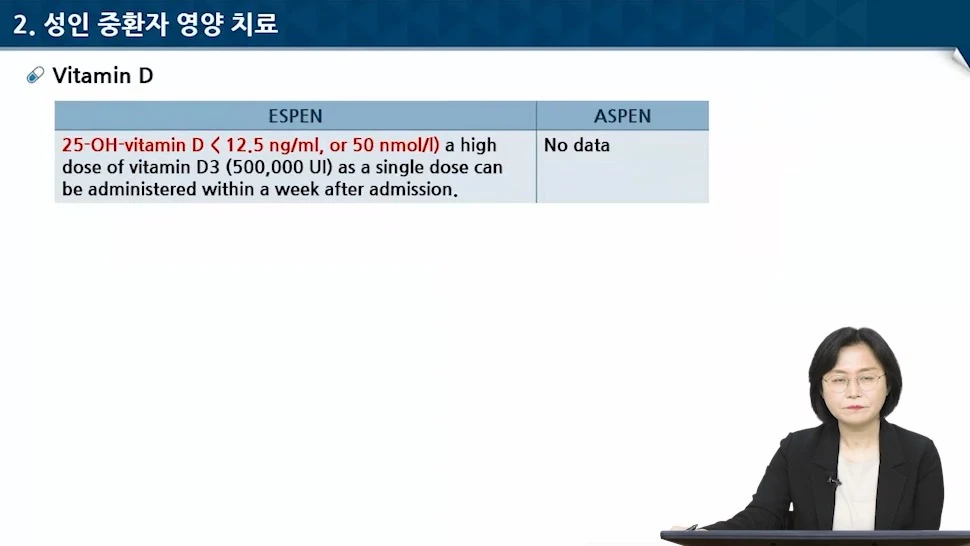 2. 성인 중환자 영양 치료
Vitamin D
ESPEN
ASPEN
25-OH-vitamin D < 12.5 ng/ml, or 50 nmol/l) a high
dose of vitamin D3 (500,000 UI) as a single dose can
be administered within a week after admission.
No data